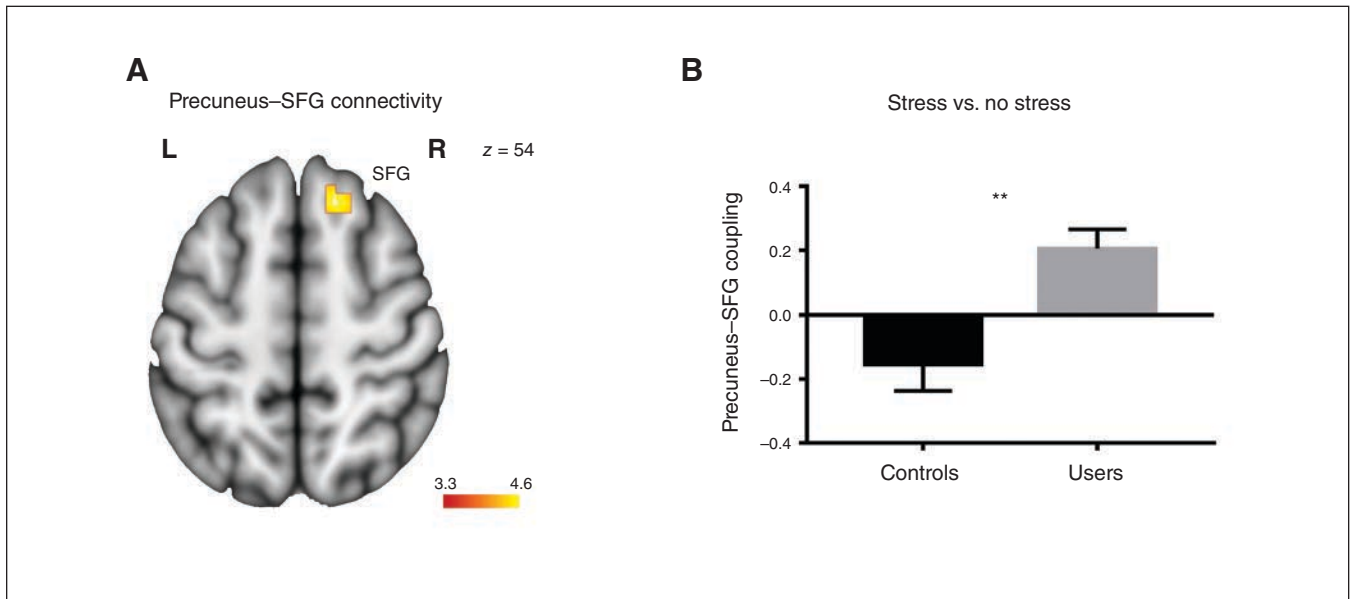 A
Precuneus–SFG connectivity
L
R
z = 54
SFG
3.3
4.6
B
Stress vs. no stress
Precuneus–SFG coupling
0.4
0.2
0.0
–0.2
–0.4
**
Controls
Users